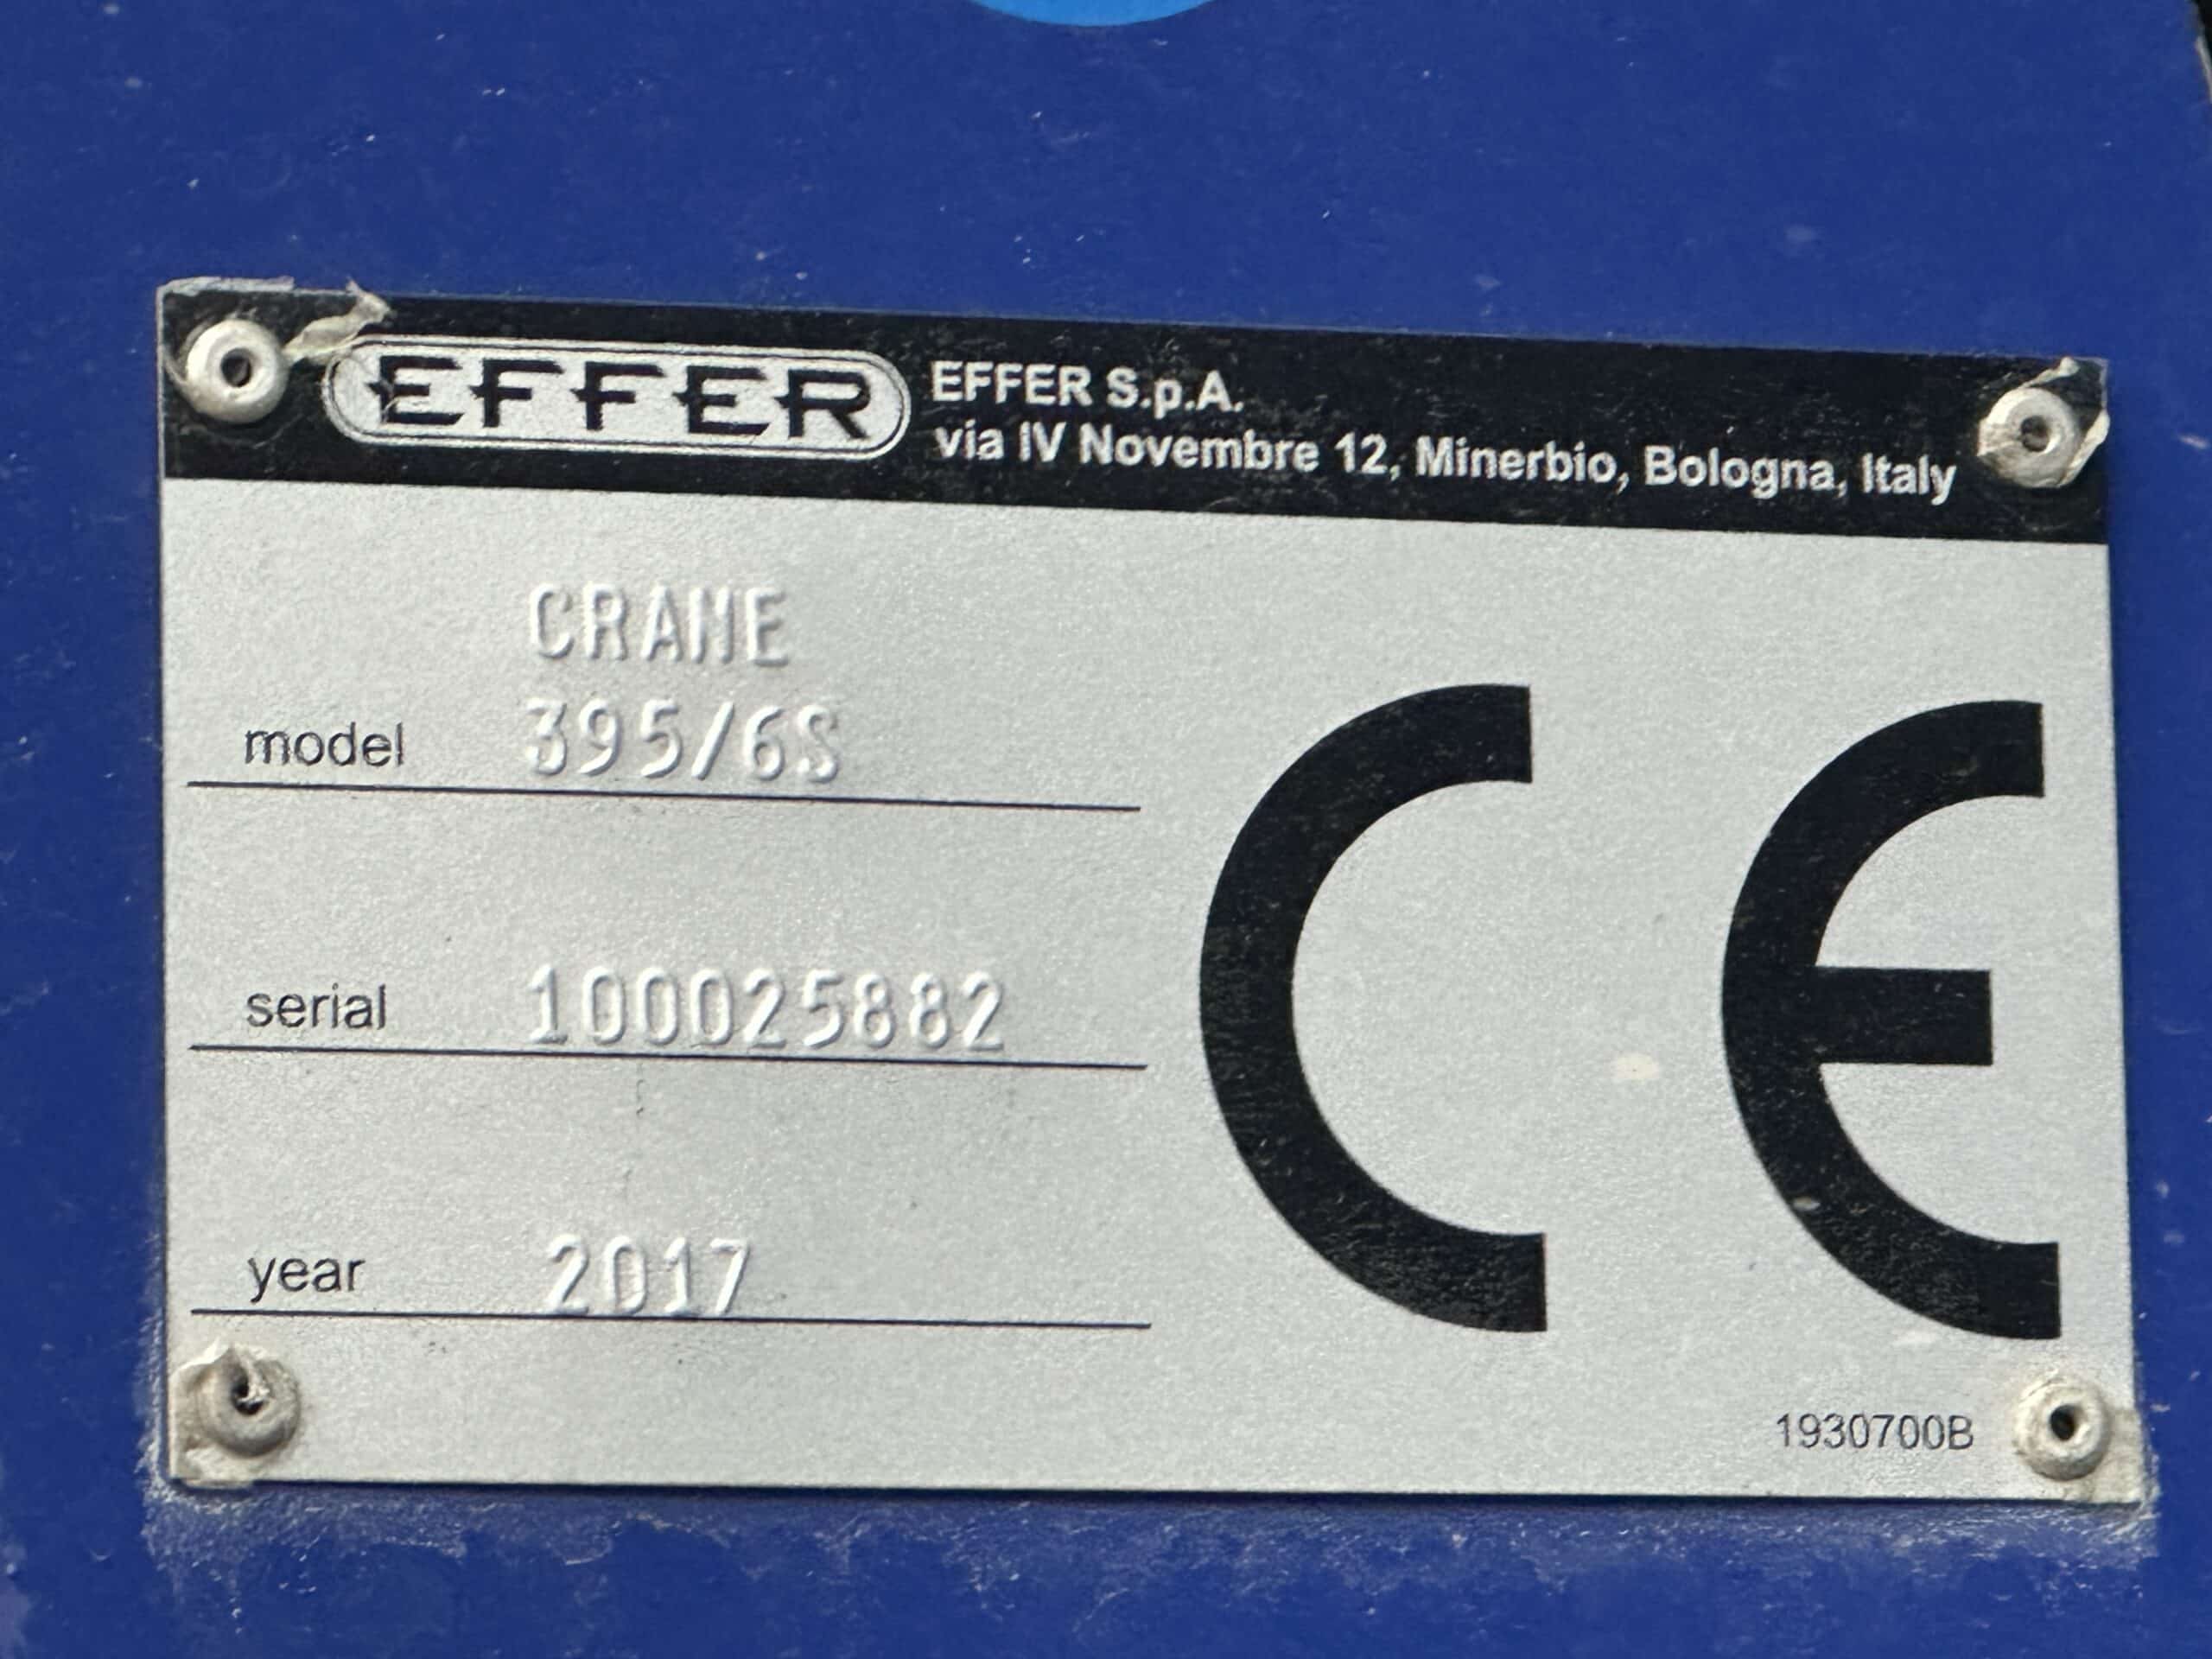 EFFER
EFFER S.p.A.
via IV Novembre 12, Minerbio, Bologna, Italy
CRANE
model 395/6S
serial 100025882
year 2017
CE
1930700B